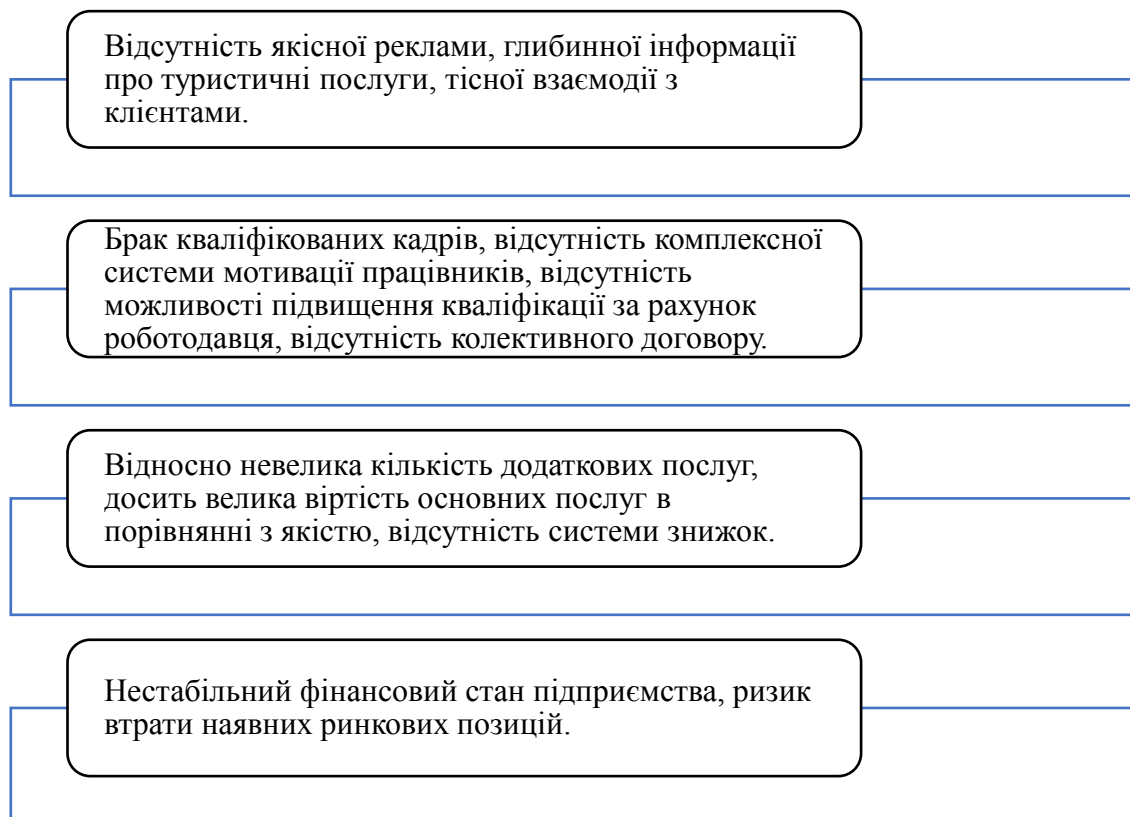 Відсутність якісної реклами, глибинної інформації
про туристичні послуги, тісної взаємодії з
клієнтами.
Брак кваліфікованих кадрів, відсутність комплексної
системи мотивації працівників, відсутність
можливості підвищення кваліфікації за рахунок
роботодавця, відсутність колективного договору.
Відносно невелика кількість додаткових послуг,
досить велика віртість основних послуг в
порівнянні з якістю, відсутність системи знижок.
Нестабільний фінансовий стан підприємства, ризик
втрати наявних ринкових позицій.